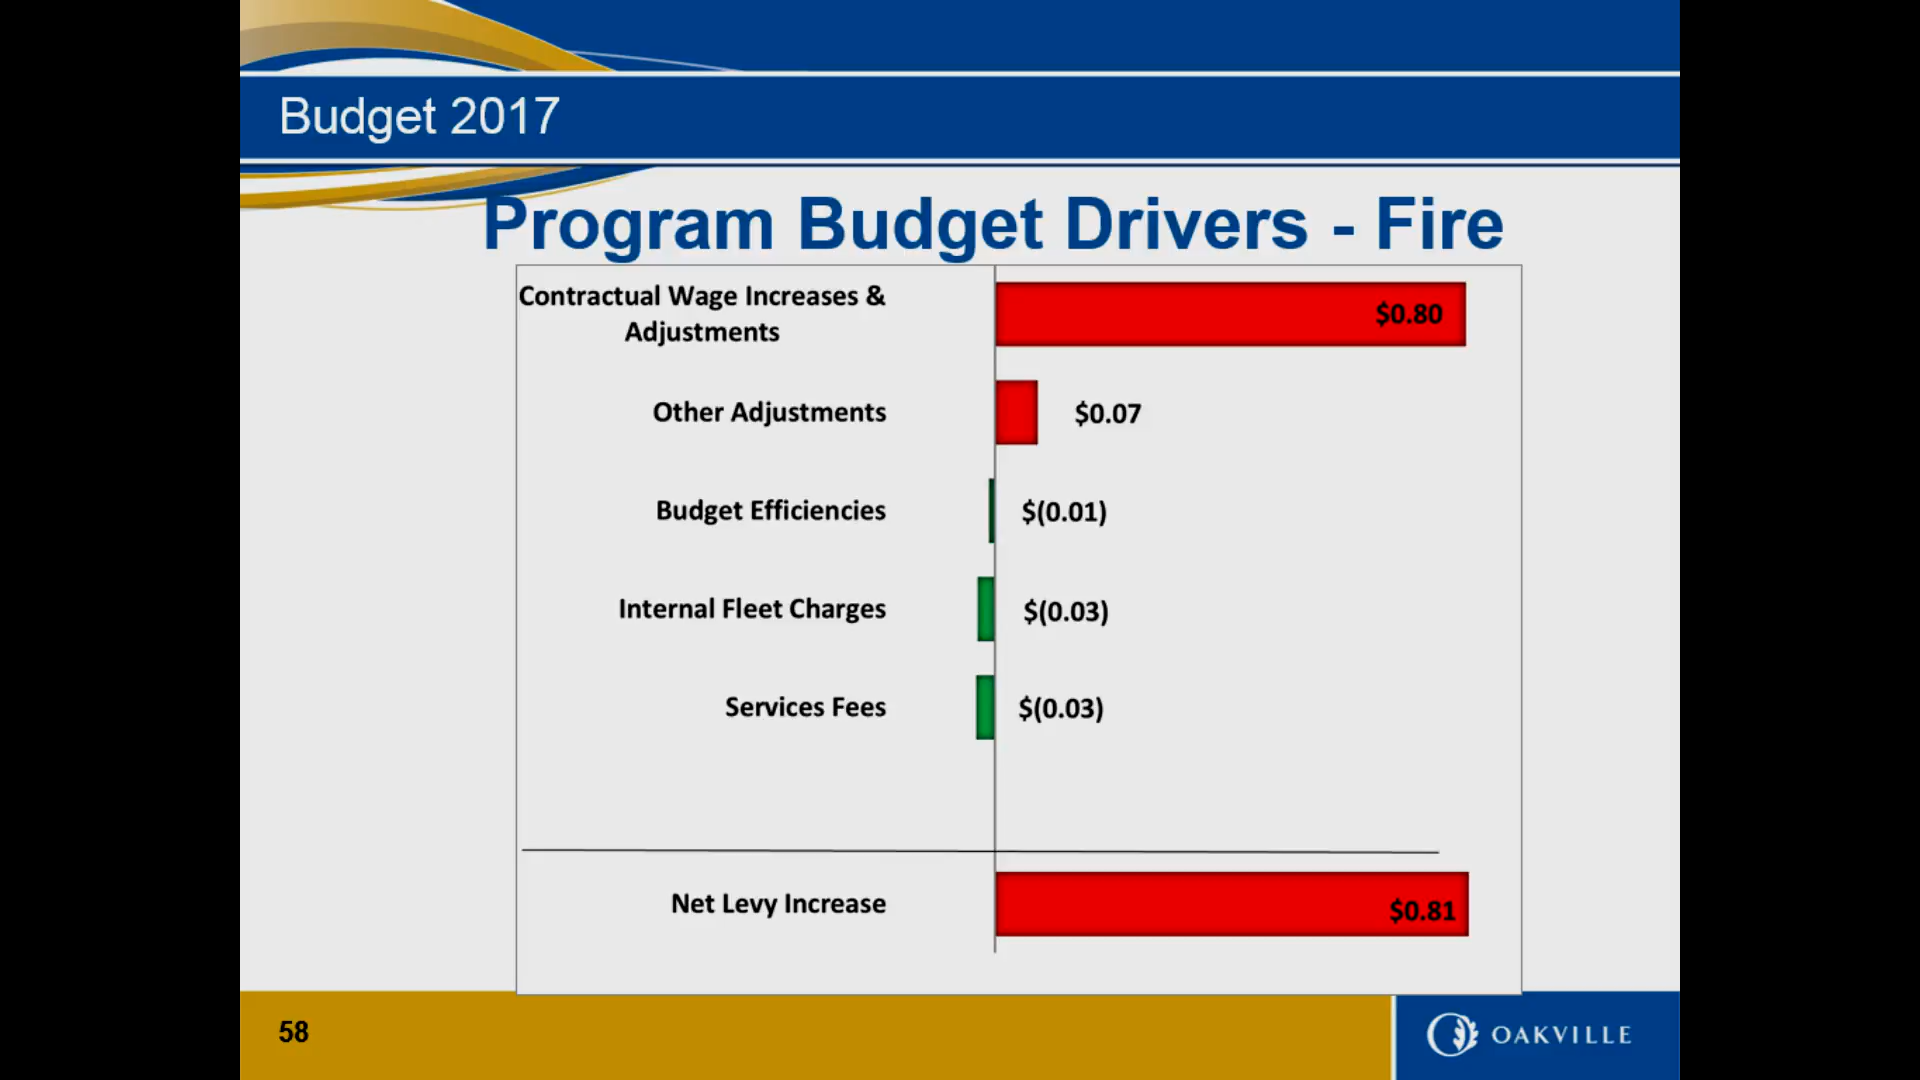 Budget 2017
Program Budget Drivers - Fire
Contractual Wage Increases &
Adjustments
$0.80
Other Adjustments
$0.07
Budget Efficiencies
$(0.01)
Internal Fleet Charges
$(0.03)
Services Fees
$(0.03)
Net Levy Increase
$0.81
58
OAKVILLE